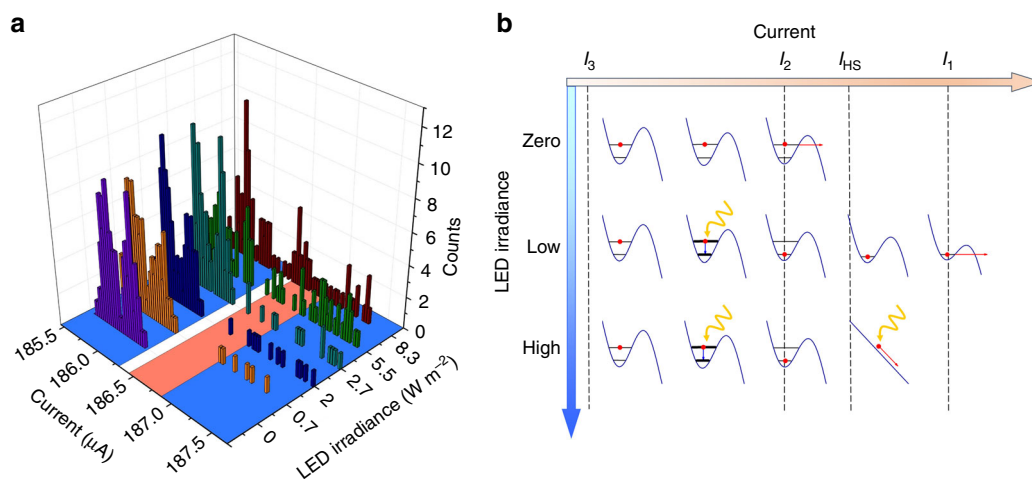 a
12
10
8
6
4
2
0
Counts
185.5
186.0
186.5
187.0
187.5
Current (μA)
0
0.7
2
2.7
5.5
8.3
LED irradiance (W m⁻²)
b
Current
I₃
I₂
I_HS
I₁
LED irradiance
Zero
Low
High